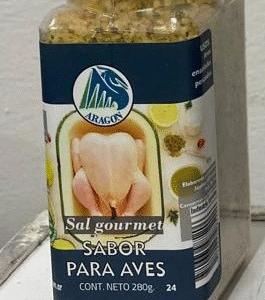 ARAGON
Sal gourmet
SABOR
PARA AVES
CONT. NETO 280g. 24